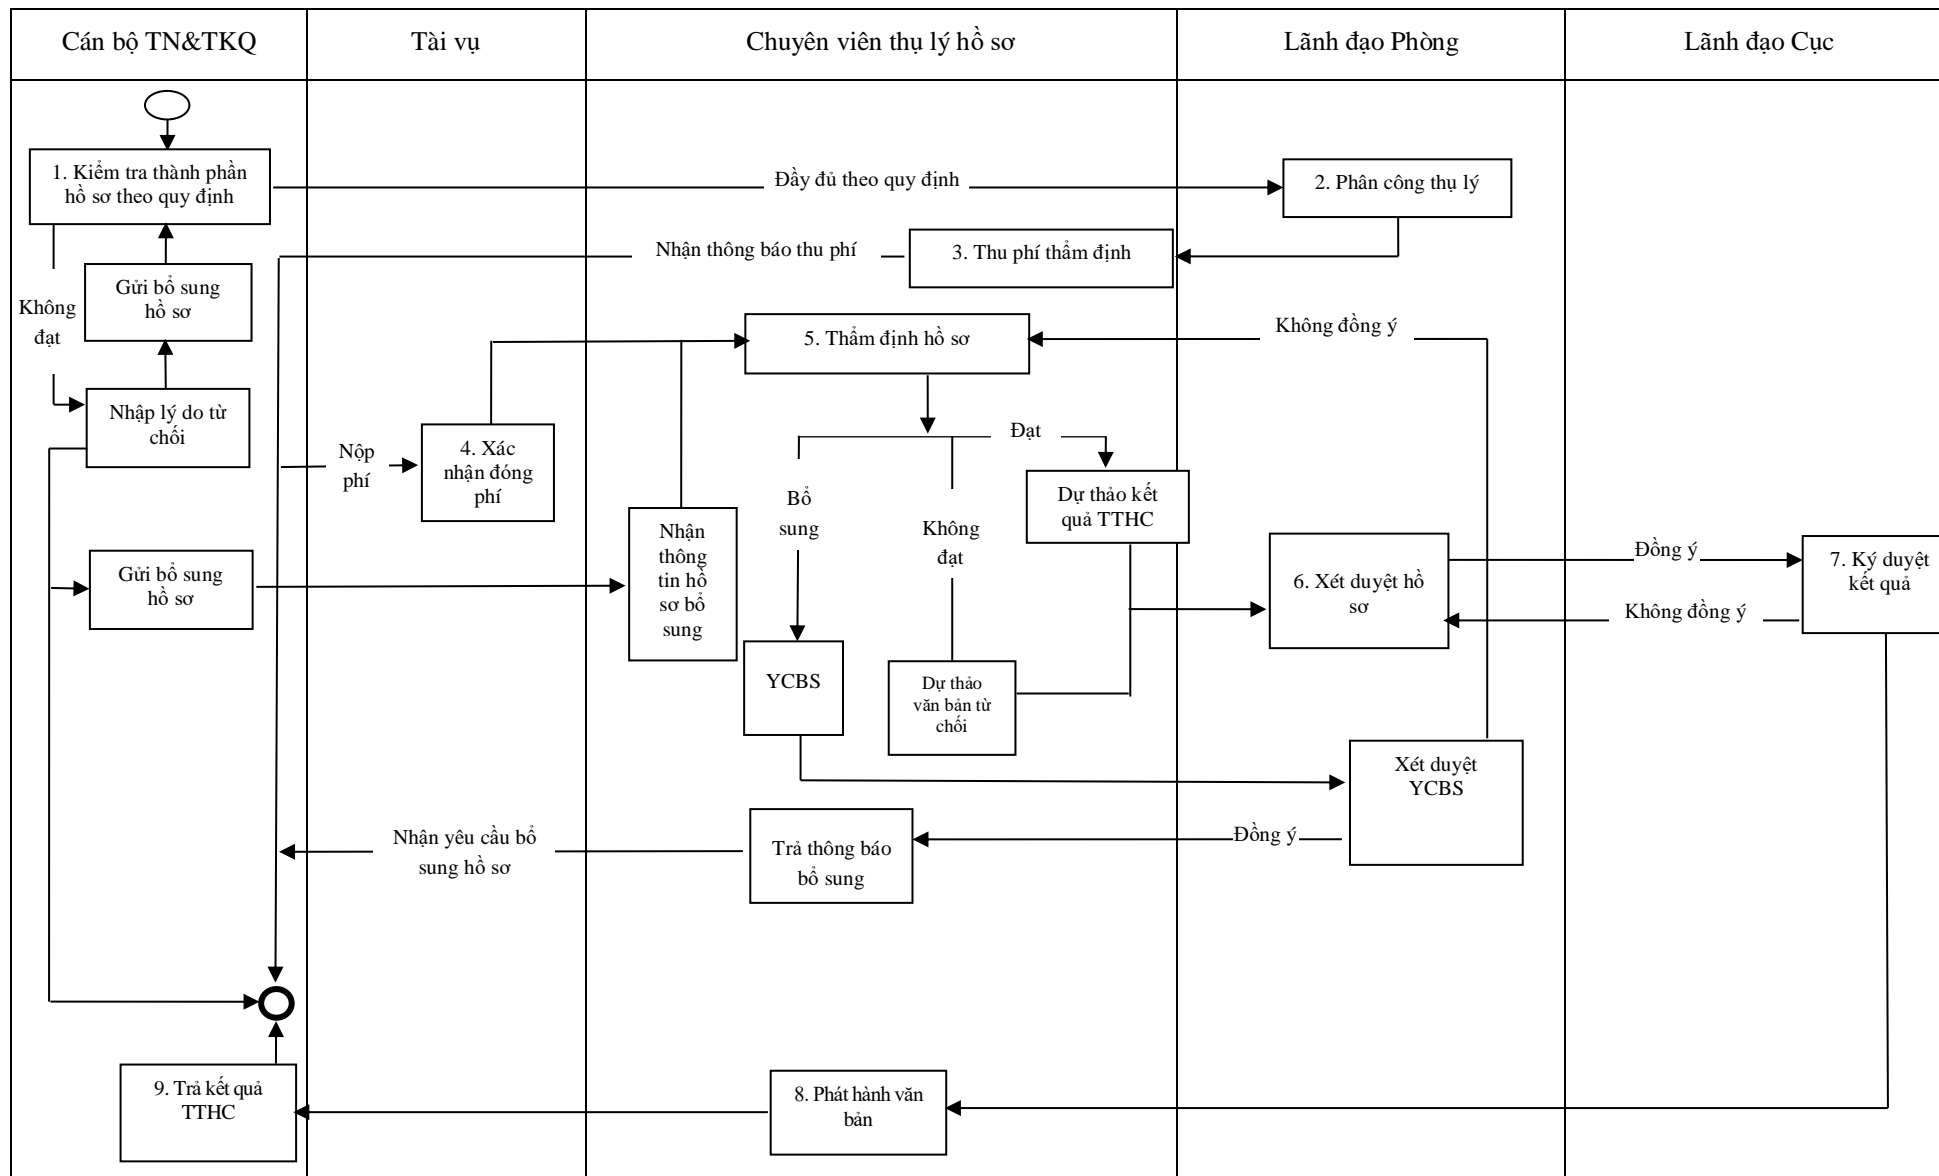 Cán bộ TN&TKQ
Tài vụ
Chuyên viên thụ lý hồ sơ
Lãnh đạo Phòng
Lãnh đạo Cục
1. Kiểm tra thành phần
hồ sơ theo quy định
Đầy đủ theo quy định
2. Phân công thụ lý
Nhận thông báo thu phí
3. Thu phí thẩm định
Gửi bổ sung
hồ sơ
Không
đạt
5. Thẩm định hồ sơ
Không đồng ý
Nhập lý do từ
chối
Nộp
phí
4. Xác
nhận đóng
phí
Đạt
Bổ
sung
Không
đạt
Dự thảo kết
quả TTHC
Nhận
thông
tin hồ
sơ bổ
sung
Gửi bổ sung
hồ sơ
6. Xét duyệt hồ
sơ
Đồng ý
Không đồng ý
7. Ký duyệt
kết quả
YCBS
Dự thảo
văn bản từ
chối
Xét duyệt
YCBS
Đồng ý
Nhận yêu cầu bổ
sung hồ sơ
Trả thông báo
bổ sung
9. Trả kết quả
TTHC
8. Phát hành văn
bản